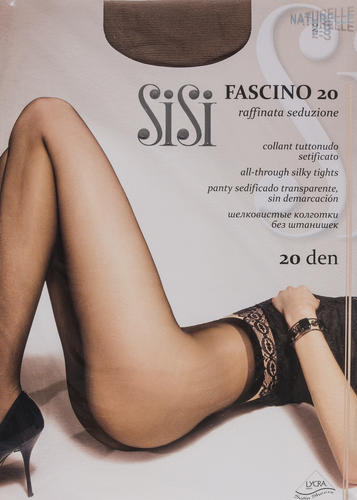 NATURELLE
SiSi
FASCINO 20
raffinata seduzione
collant tuttonudo
setificato
all-through silky tights
panty sedificado transparente,
sin demarcación
шелковистые колготки
без штанишек
20 den
LYCRA